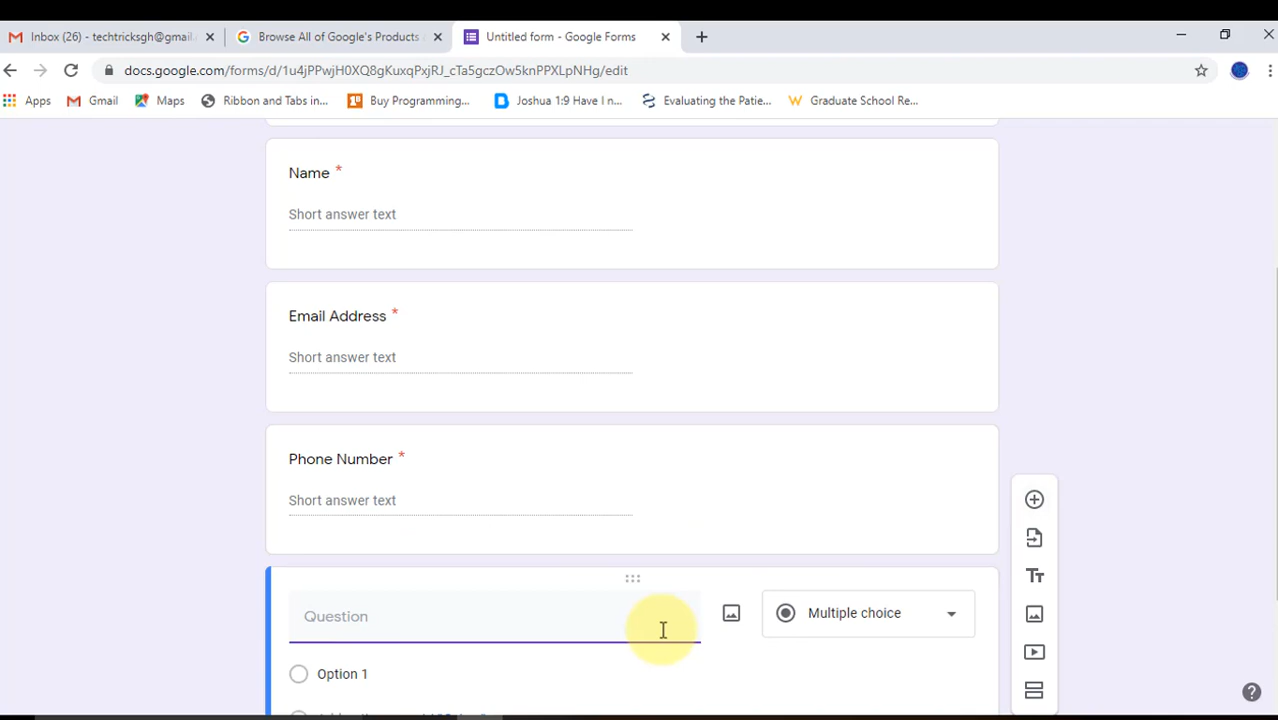 Inbox (26) - techtricksgh@gmail.
Browse All of Google's Products
Untitled form - Google Forms
docs.google.com/forms/d/1u4jPPwjH0XQ8gKuxqPxjRJ_cTa5gczOw5knPPXLpNHg/edit
Apps
Gmail
Maps
Ribbon and Tabs in...
Buy Programming...
Joshua 1:9 Have I n...
Evaluating the Patie...
Graduate School Re...
Name *
Short answer text
Email Address *
Short answer text
Phone Number *
Short answer text
Question
Multiple choice
Option 1